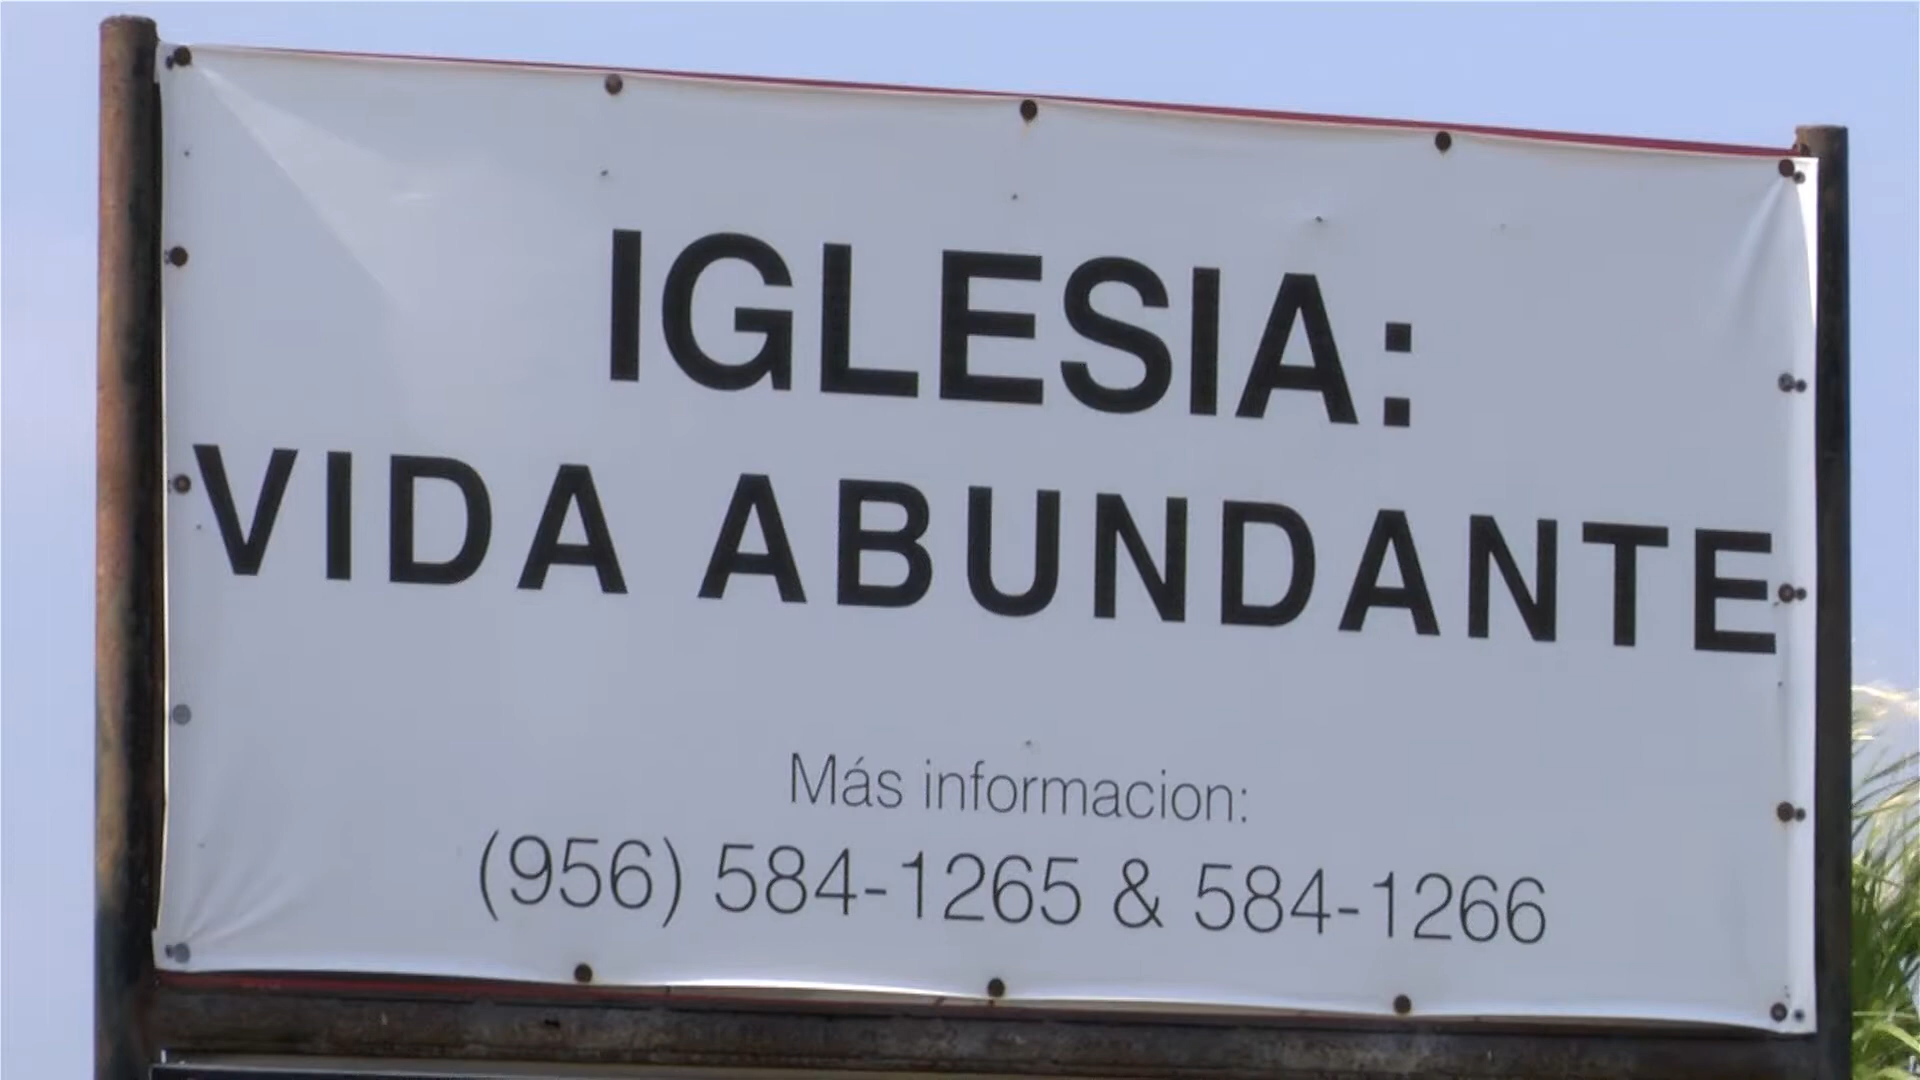 IGLESIA:
VIDA ABUNDANTE
Más informacion:
(956) 584-1265 & 584-1266